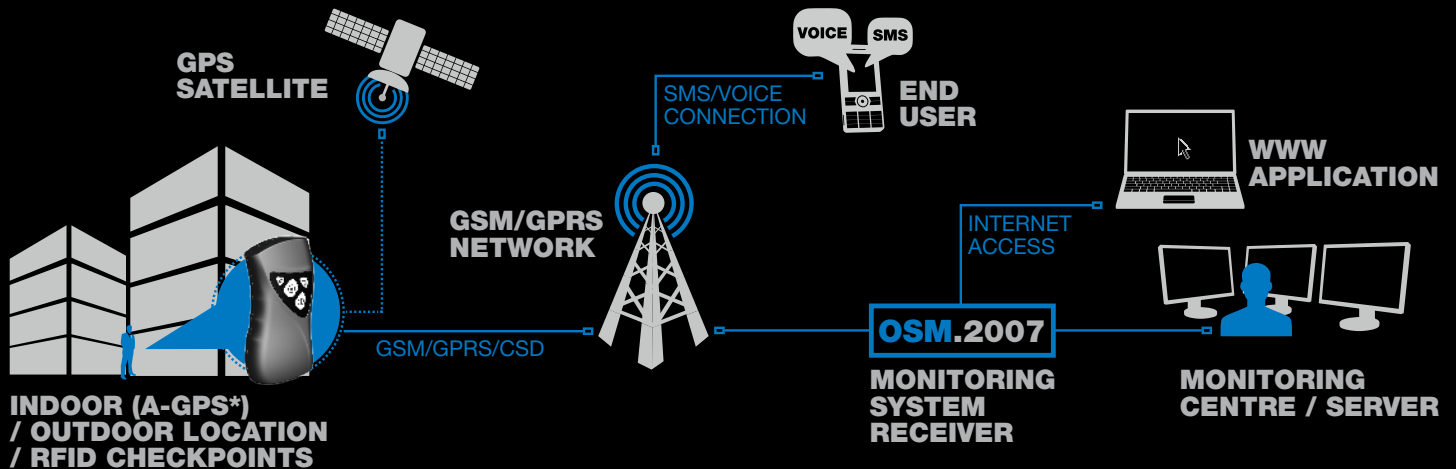 GPS
SATELLITE
VOICE
SMS
SMS/VOICE
CONNECTION
END
USER
WWW
APPLICATION
GSM/GPRS
NETWORK
INTERNET
ACCESS
GSM/GPRS/CSD
OSM.2007
MONITORING
SYSTEM
RECEIVER
MONITORING
CENTRE / SERVER
INDOOR (A-GPS*)
/ OUTDOOR LOCATION
/ RFID CHECKPOINTS